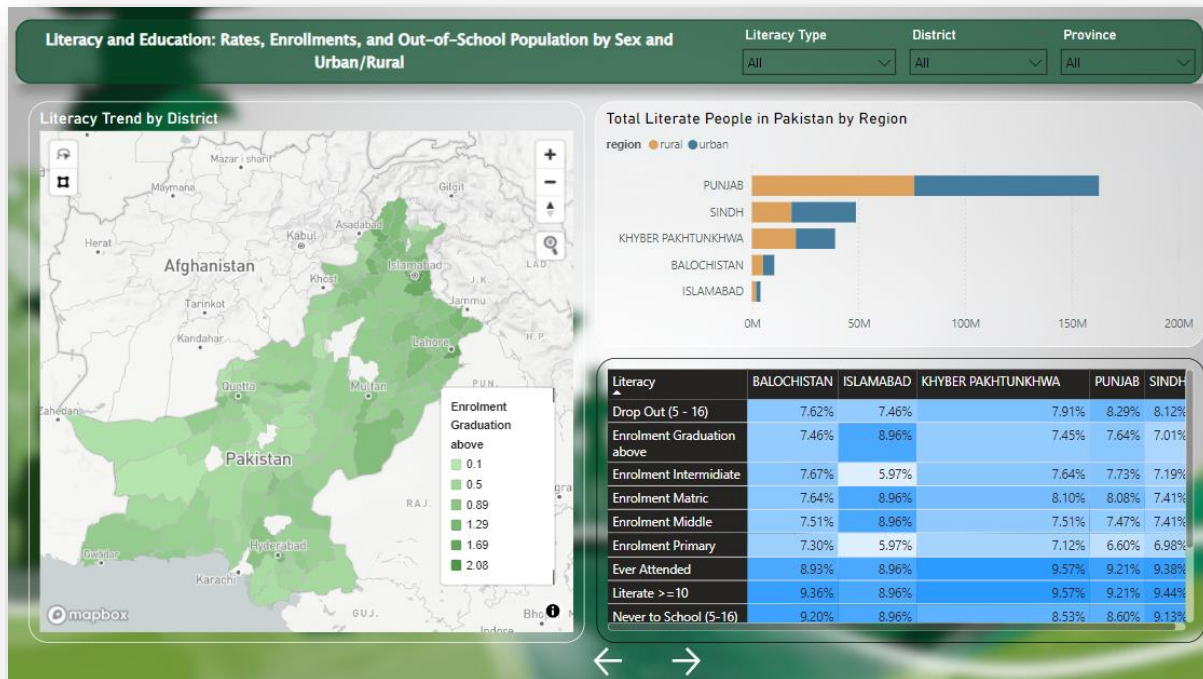 Literacy and Education: Rates, Enrollments, and Out-of-School Population by Sex and
Urban/Rural
Literacy Type
District
Province
All
All
All
Literacy Trend by District
Mazar i sharif
Maymana
Gilgit
Asadabad
Herat
Kabul
Afghanistan
Islamabad
LAD.
Khost
J.K.
Tarinkot
Jammu
Kandahar
H.P.
Lahore
Quetta
Multan
PUN.
Zahedan
Pakistan
RAJ.
Gwadar
Hyderabad
Karachi
GUJ.
Indore
mapbox
Enrolment
Graduation
above
0.1
0.5
0.89
1.29
1.69
2.08
Total Literate People in Pakistan by Region
region rural urban
PUNJAB
SINDH
KHYBER PAKHTUNKHWA
BALOCHISTAN
ISLAMABAD
0M 50M 100M 150M 200M
Literacy BALOCHISTAN ISLAMABAD KHYBER PAKHTUNKHWA PUNJAB SINDH
Drop Out (5 - 16) 7.62% 7.46% 7.91% 8.29% 8.12%
Enrolment Graduation
above 7.46% 8.96% 7.45% 7.64% 7.01%
Enrolment Intermidiate 7.67% 5.97% 7.64% 7.73% 7.19%
Enrolment Matric 7.64% 8.96% 8.10% 8.08% 7.41%
Enrolment Middle 7.51% 8.96% 7.51% 7.47% 7.41%
Enrolment Primary 7.30% 5.97% 7.12% 6.60% 6.98%
Ever Attended 8.93% 8.96% 9.57% 9.21% 9.38%
Literate >=10 9.36% 8.96% 9.57% 9.21% 9.44%
Never to School (5-16) 9.20% 8.96% 8.53% 8.60% 9.13%